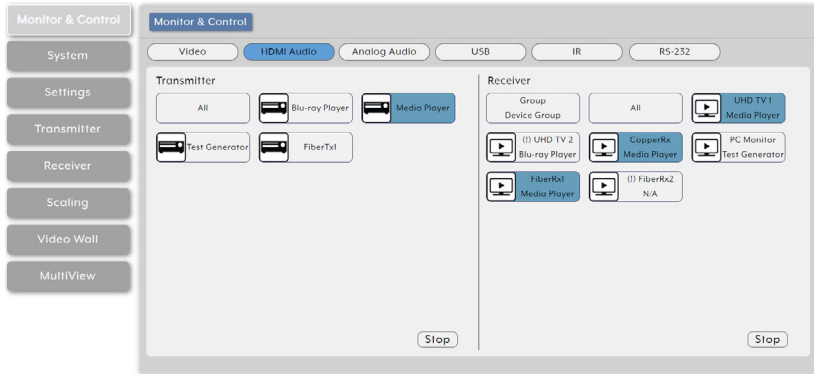 Monitor & Control
System
Settings
Transmitter
Receiver
Scaling
Video Wall
MultiView
Monitor & Control
Video
HDMI Audio
Analog Audio
USB
IR
RS-232
Transmitter
All
Blu-ray Player
Media Player
Test Generator
FiberTx1
Stop
Receiver
Group
Device Group
All
UHD TV 1
Media Player
(!) UHD TV 2
Blu-ray Player
CopperRx
Media Player
PC Monitor
Test Generator
FiberRx1
Media Player
(!) FiberRx2
N/A
Stop